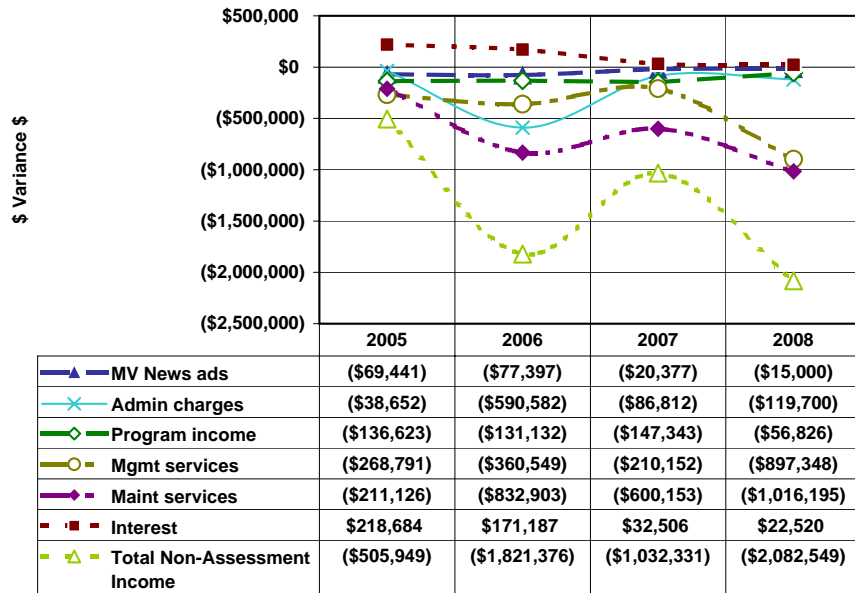 $500,000
$0
($500,000)
($1,000,000)
($1,500,000)
($2,000,000)
($2,500,000)
$ Variance $
2005 2006 2007 2008
MV News ads ($69,441) ($77,397) ($20,377) ($15,000)
Admin charges ($38,652) ($590,582) ($86,812) ($119,700)
Program income ($136,623) ($131,132) ($147,343) ($56,826)
Mgmt services ($268,791) ($360,549) ($210,152) ($897,348)
Maint services ($211,126) ($832,903) ($600,153) ($1,016,195)
Interest $218,684 $171,187 $32,506 $22,520
Total Non-Assessment ($505,949) ($1,821,376) ($1,032,331) ($2,082,549)
Income